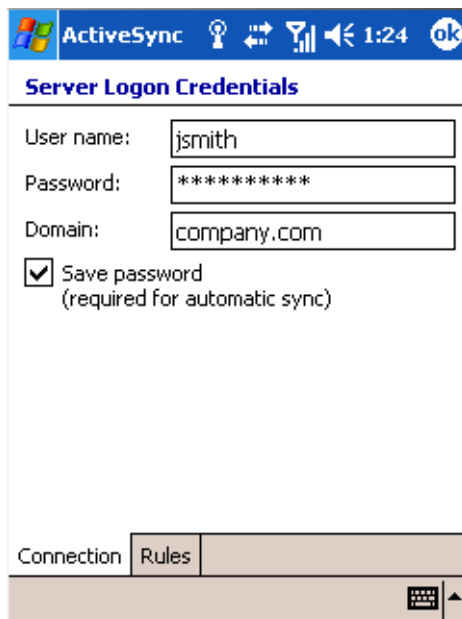 ActiveSync 1:24 ok
Server Logon Credentials
User name: jsmith
Password: **********
Domain: company.com
Save password
(required for automatic sync)
Connection Rules